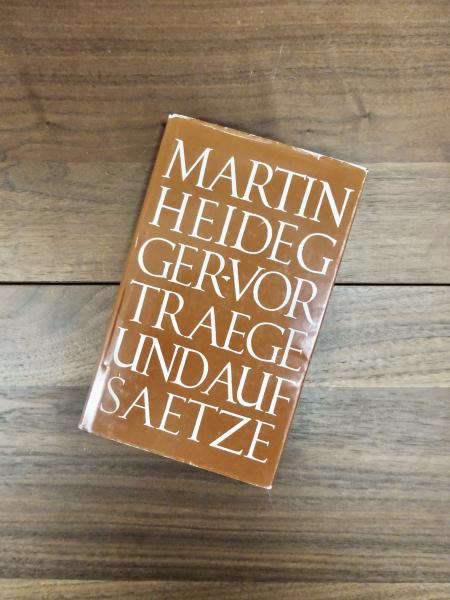 MARTIN
HEIDEG
GER·VOR
TRAEGE
UNDAUF
SAETZE